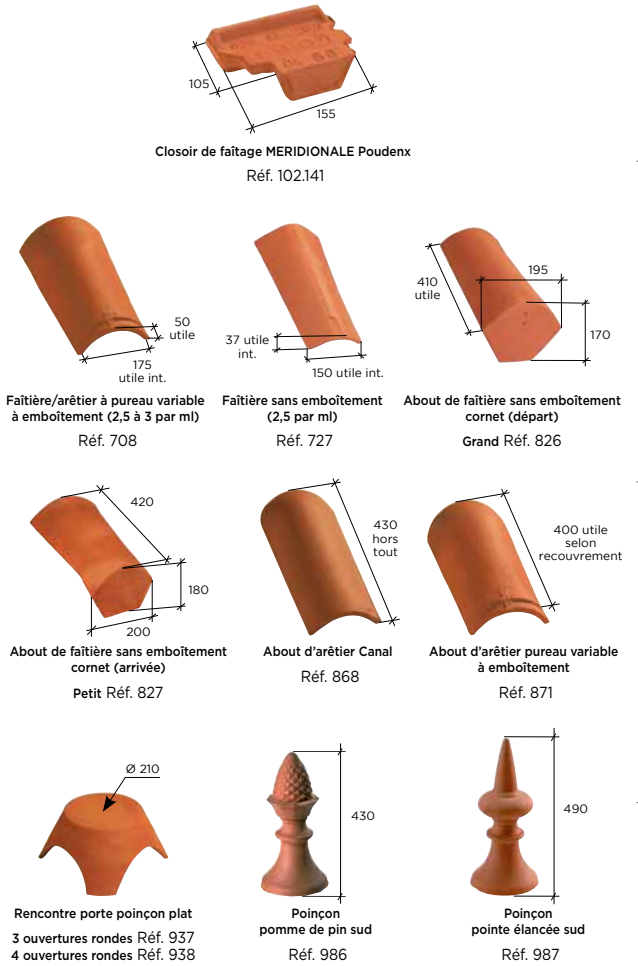 105
155
Closoir de faîtage MERIDIONALE Poudenx
Réf. 102.141
50
utile
175
utile int.
Faîtière/arêtier à pureau variable
à emboîtement (2,5 à 3 par ml)
Réf. 708
37 utile
int.
150 utile int.
Faîtière sans emboîtement
(2,5 par ml)
Réf. 727
410
utile
195
170
About de faîtière sans emboîtement
cornet (départ)
Grand Réf. 826
420
180
200
About de faîtière sans emboîtement
cornet (arrivée)
Petit Réf. 827
430
hors
tout
About d'arêtier Canal
Réf. 868
400 utile
selon
recouvrement
About d'arêtier pureau variable
à emboîtement
Réf. 871
Ø 210
Rencontre porte poinçon plat
3 ouvertures rondes Réf. 937
4 ouvertures rondes Réf. 938
430
Poinçon
pomme de pin sud
Réf. 986
490
Poinçon
pointe élancée sud
Réf. 987